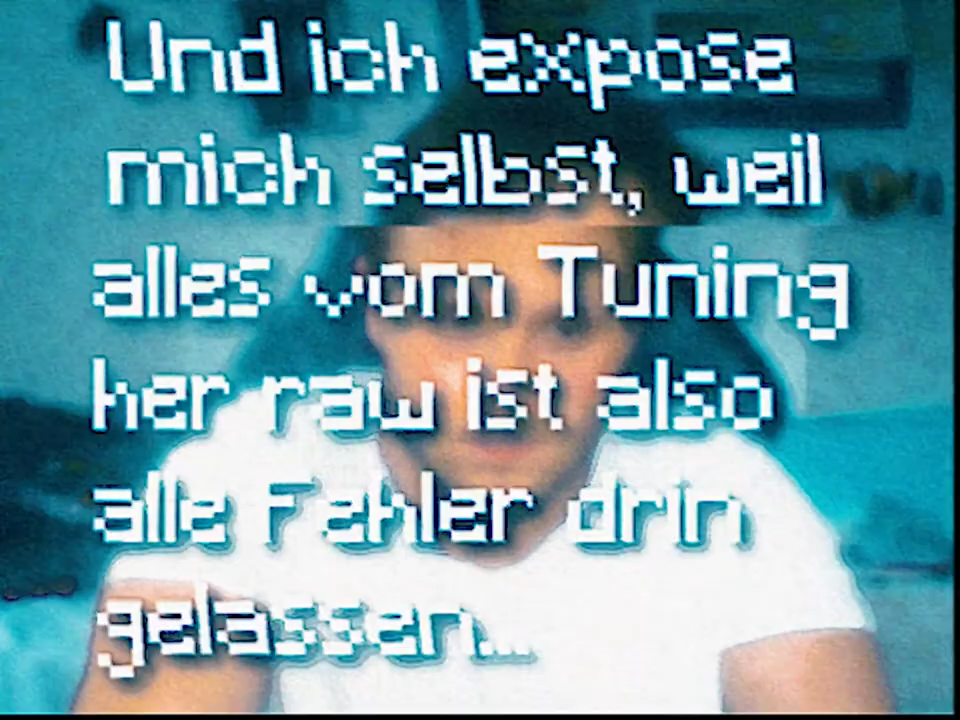 Und ich expose
mich selbst, weil
alles vom Tuning
her raw ist also
alle Fehler drin
gelassen...